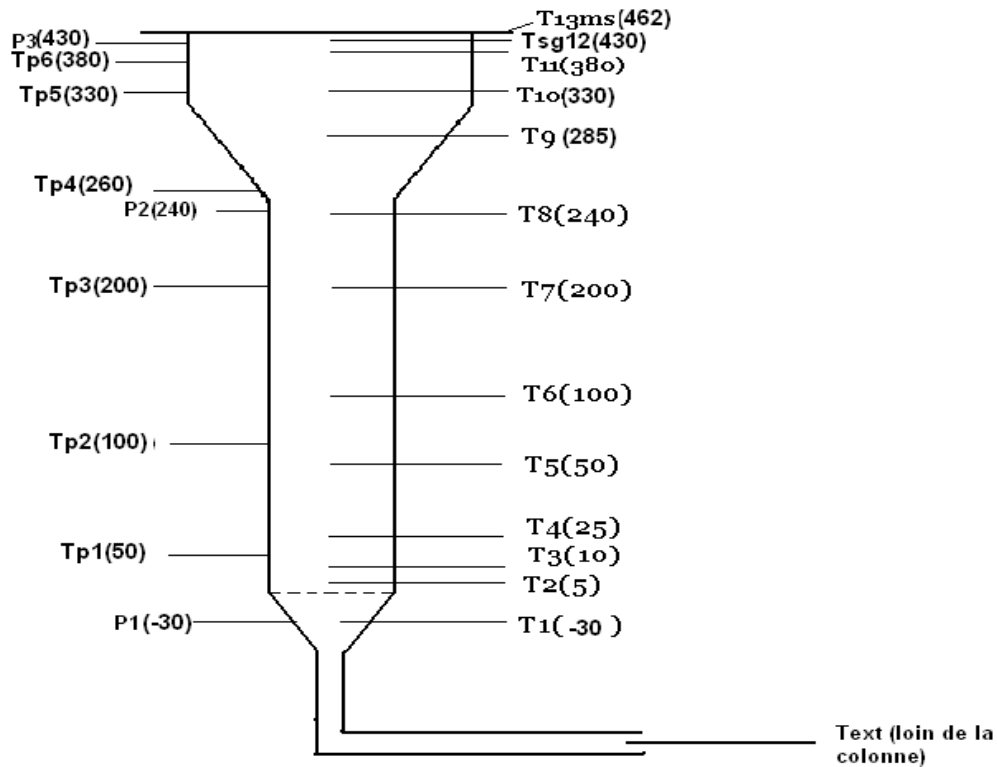 T13ms(462)
P3(430)
Tsg12(430)
Tp6(380)
T11(380)
Tp5(330)
T10(330)
T9 (285)
Tp4(260)
P2(240)
T8(240)
Tp3(200)
T7(200)
T6(100)
Tp2(100)
T5(50)
T4(25)
Tp1(50)
T3(10)
T2(5)
P1(-30)
T1( -30 )
Text (loin de la
colonne)